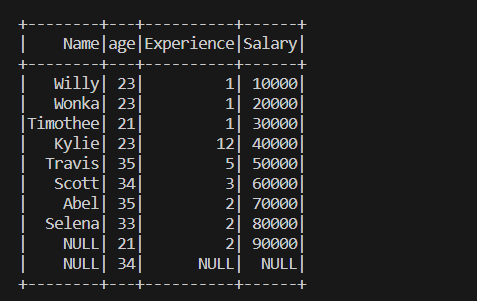 +--------+---+----------+------+
|    Name|age|Experience|Salary|
+--------+---+----------+------+
|   Willy| 23|         1| 10000|
|   Wonka| 23|         1| 20000|
|Timothee| 21|         1| 30000|
|   Kylie| 23|        12| 40000|
|  Travis| 35|         5| 50000|
|   Scott| 34|         3| 60000|
|    Abel| 35|         2| 70000|
|  Selena| 33|         2| 80000|
|    NULL| 21|         2| 90000|
|    NULL| 34|      NULL|  NULL|
+--------+---+----------+------+